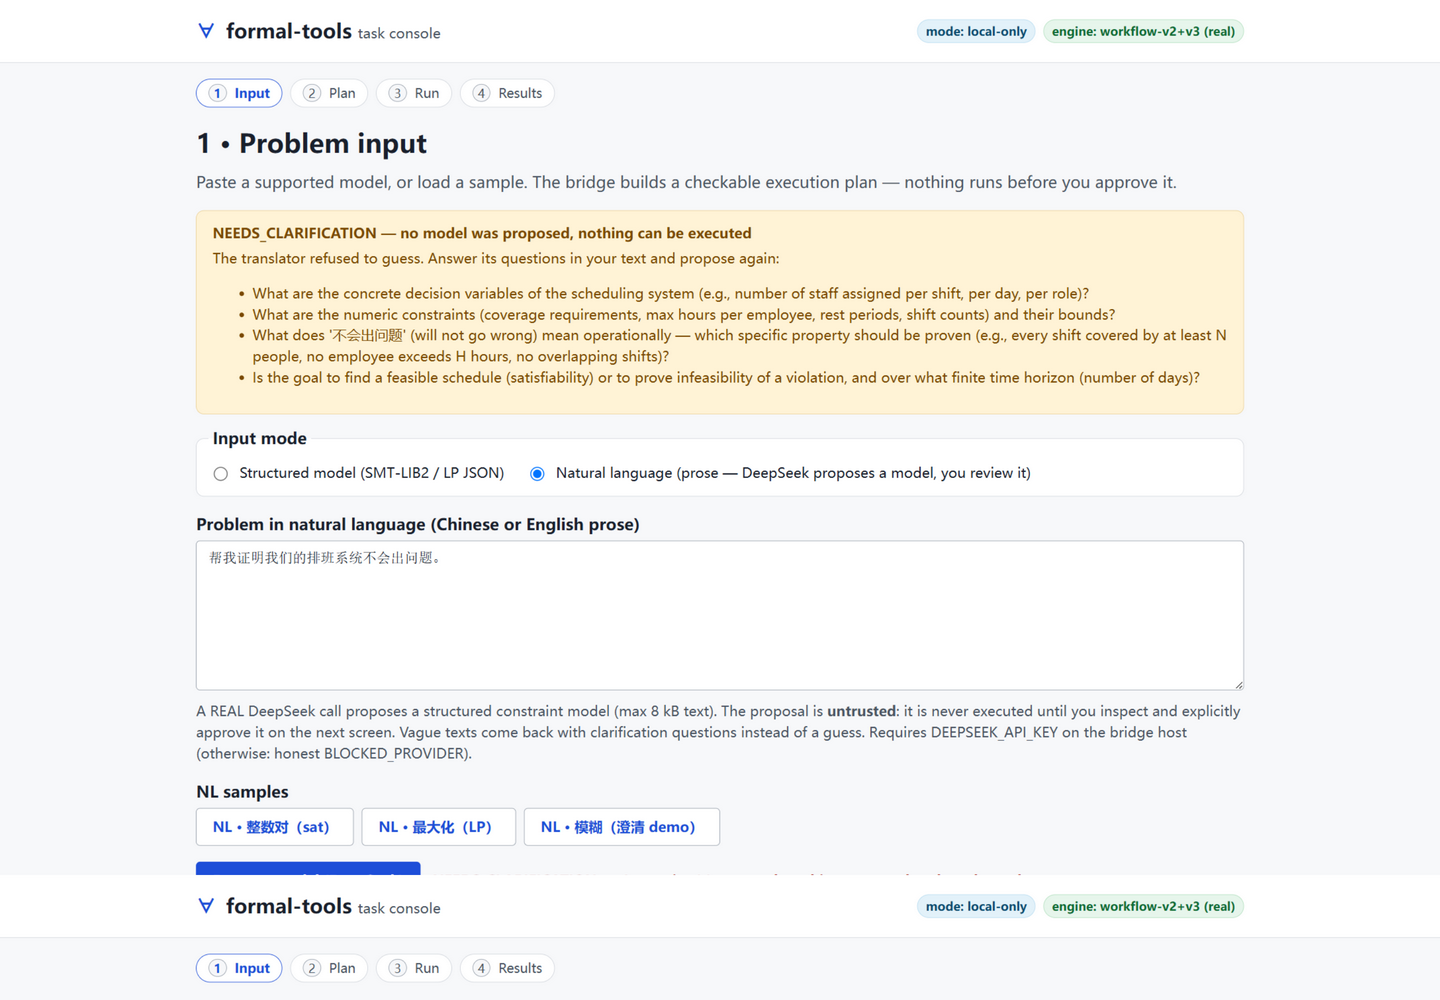 ∀ formal-tools task console
mode: local-only
engine: workflow-v2+v3 (real)
1 Input
2 Plan
3 Run
4 Results
1 • Problem input
Paste a supported model, or load a sample. The bridge builds a checkable execution plan — nothing runs before you approve it.
NEEDS_CLARIFICATION — no model was proposed, nothing can be executed
The translator refused to guess. Answer its questions in your text and propose again:
• What are the concrete decision variables of the scheduling system (e.g., number of staff assigned per shift, per day, per role)?
• What are the numeric constraints (coverage requirements, max hours per employee, rest periods, shift counts) and their bounds?
• What does '不会出问题' (will not go wrong) mean operationally — which specific property should be proven (e.g., every shift covered by at least N
people, no employee exceeds H hours, no overlapping shifts)?
• Is the goal to find a feasible schedule (satisfiability) or to prove infeasibility of a violation, and over what finite time horizon (number of days)?
Input mode
Structured model (SMT-LIB2 / LP JSON)
Natural language (prose — DeepSeek proposes a model, you review it)
Problem in natural language (Chinese or English prose)
帮我证明我们的排班系统不会出问题。
A REAL DeepSeek call proposes a structured constraint model (max 8 kB text). The proposal is untrusted: it is never executed until you inspect and explicitly
approve it on the next screen. Vague texts come back with clarification questions instead of a guess. Requires DEEPSEEK_API_KEY on the bridge host
(otherwise: honest BLOCKED_PROVIDER).
NL samples
NL • 整数对（sat）
NL • 最大化（LP）
NL • 模糊（澄清 demo）
∀ formal-tools task console
mode: local-only
engine: workflow-v2+v3 (real)
1 Input
2 Plan
3 Run
4 Results